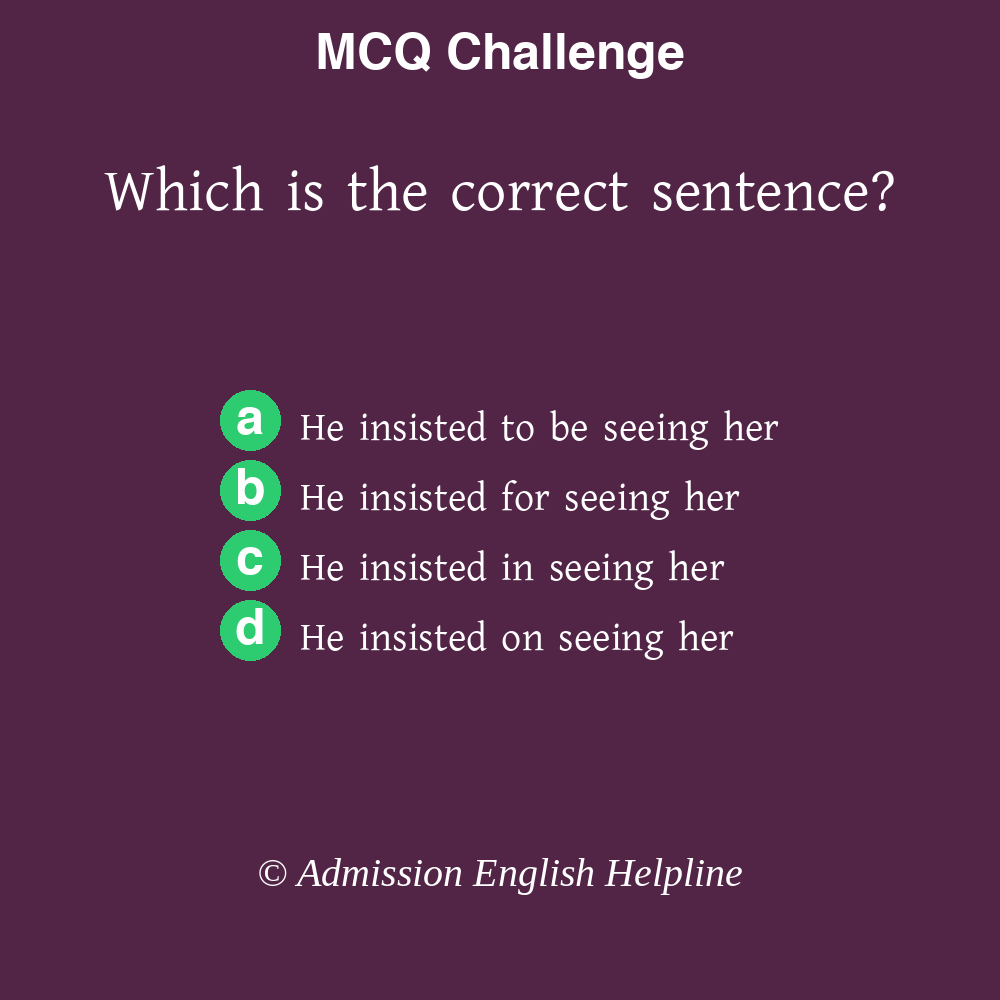 MCQ Challenge
Which is the correct sentence?
a He insisted to be seeing her
b He insisted for seeing her
c He insisted in seeing her
d He insisted on seeing her
© Admission English Helpline